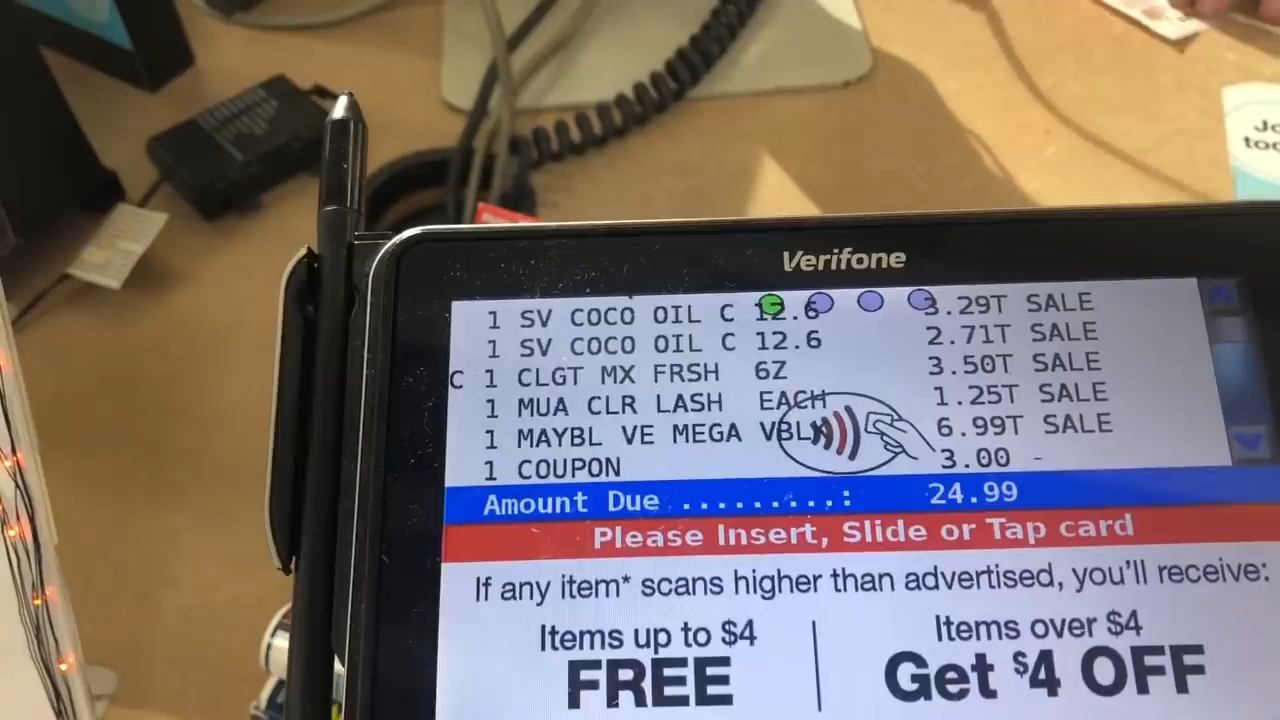 Verifone
1 SV COCO OIL C 12.6 3.29T SALE
1 SV COCO OIL C 12.6 2.71T SALE
C 1 CLGT MX FRSH 6Z 3.50T SALE
1 MUA CLR LASH EACH 1.25T SALE
1 MAYBL VE MEGA VBLK 6.99T SALE
1 COUPON 3.00 -
Amount Due .........: 24.99
Please Insert, Slide or Tap card
If any item* scans higher than advertised, you'll receive:
Items up to $4
FREE
Items over $4
Get $4 OFF